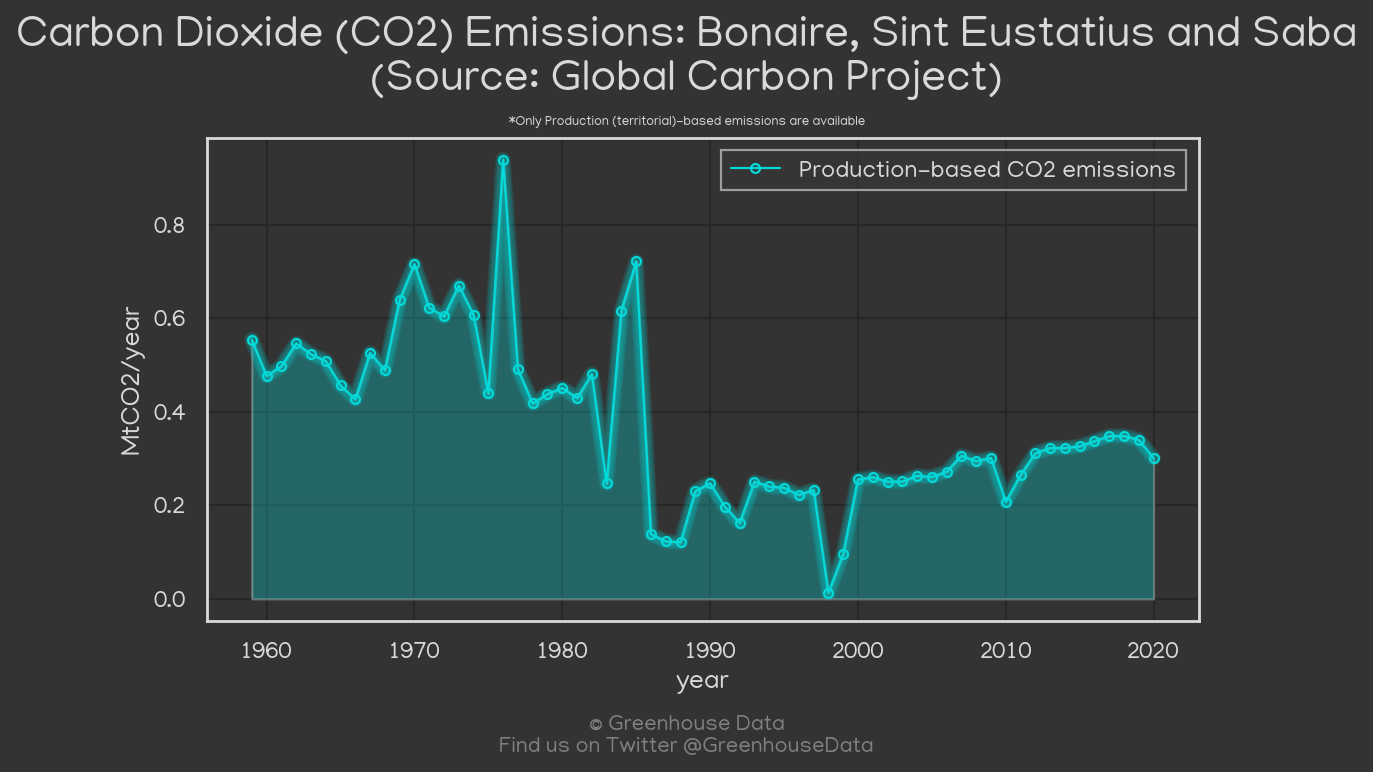 Carbon Dioxide (CO2) Emissions: Bonaire, Sint Eustatius and Saba
(Source: Global Carbon Project)
*Only Production (territorial)-based emissions are available
Production-based CO2 emissions
MtCO2/year
0.8
0.6
0.4
0.2
0.0
1960 1970 1980 1990 2000 2010 2020
year
© Greenhouse Data
Find us on Twitter @GreenhouseData